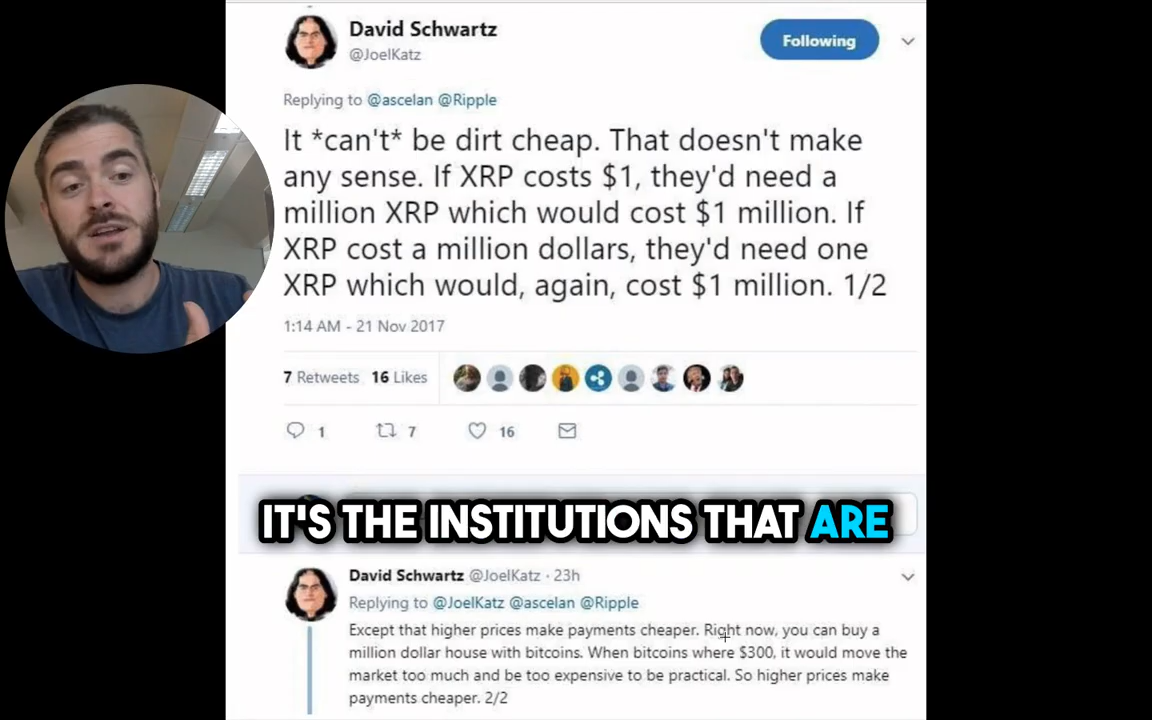 David Schwartz
@JoelKatz
Following
Replying to @ascelan @Ripple
It *can't* be dirt cheap. That doesn't make
any sense. If XRP costs $1, they'd need a
million XRP which would cost $1 million. If
XRP cost a million dollars, they'd need one
XRP which would, again, cost $1 million. 1/2
1:14 AM - 21 Nov 2017
7 Retweets 16 Likes
1 7 16
IT'S THE INSTITUTIONS THAT ARE
David Schwartz @JoelKatz · 23h
Replying to @JoelKatz @ascelan @Ripple
Except that higher prices make payments cheaper. Right now, you can buy a
million dollar house with bitcoins. When bitcoins where $300, it would move the
market too much and be too expensive to be practical. So higher prices make
payments cheaper. 2/2